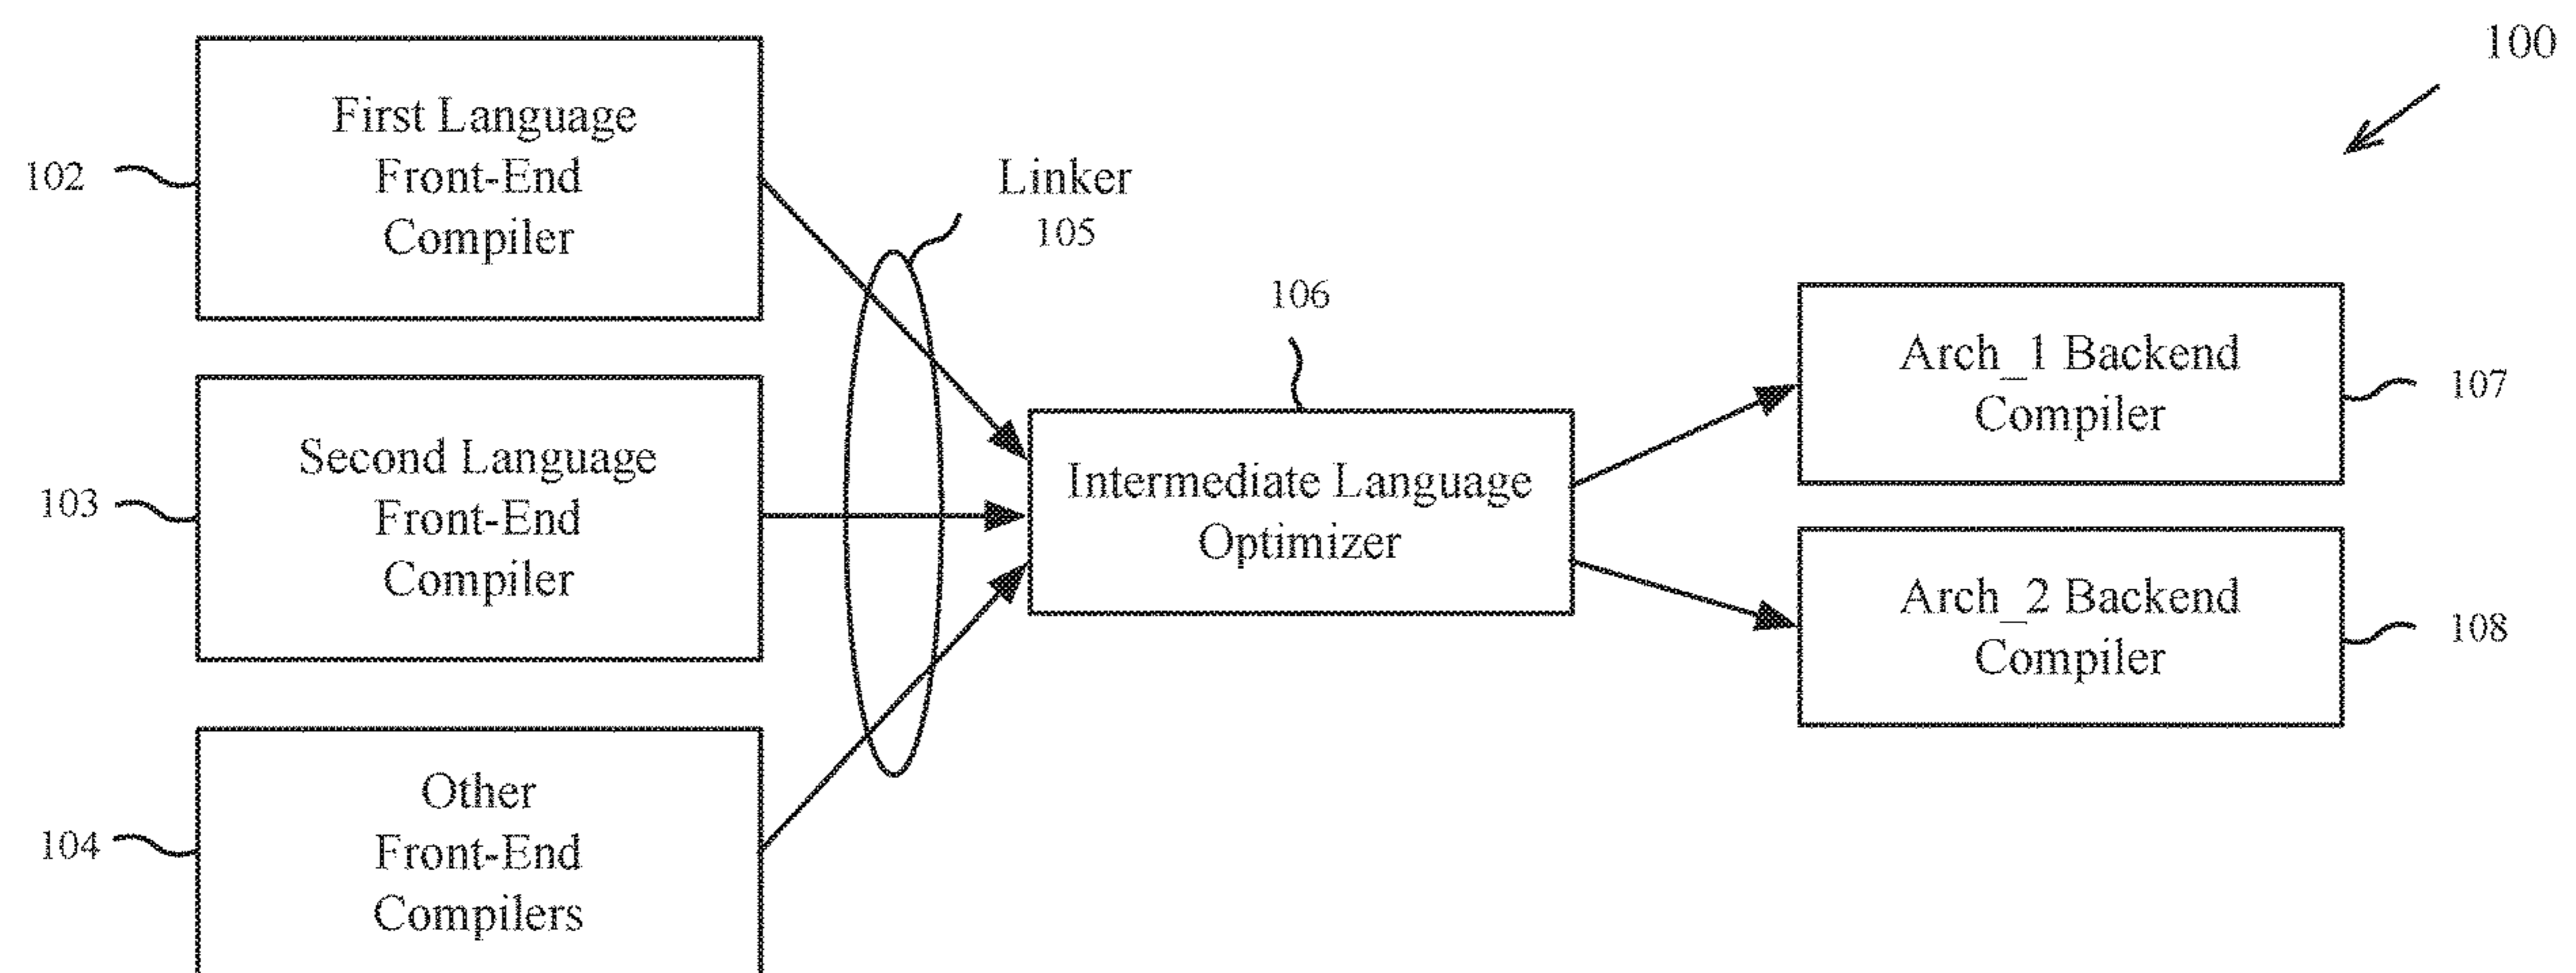 100
First Language
Front-End
Compiler
102
Linker
105
106
Arch_1 Backend
Compiler
107
Second Language
Front-End
Compiler
103
Intermediate Language
Optimizer
Arch_2 Backend
Compiler
108
Other
Front-End
Compilers
104